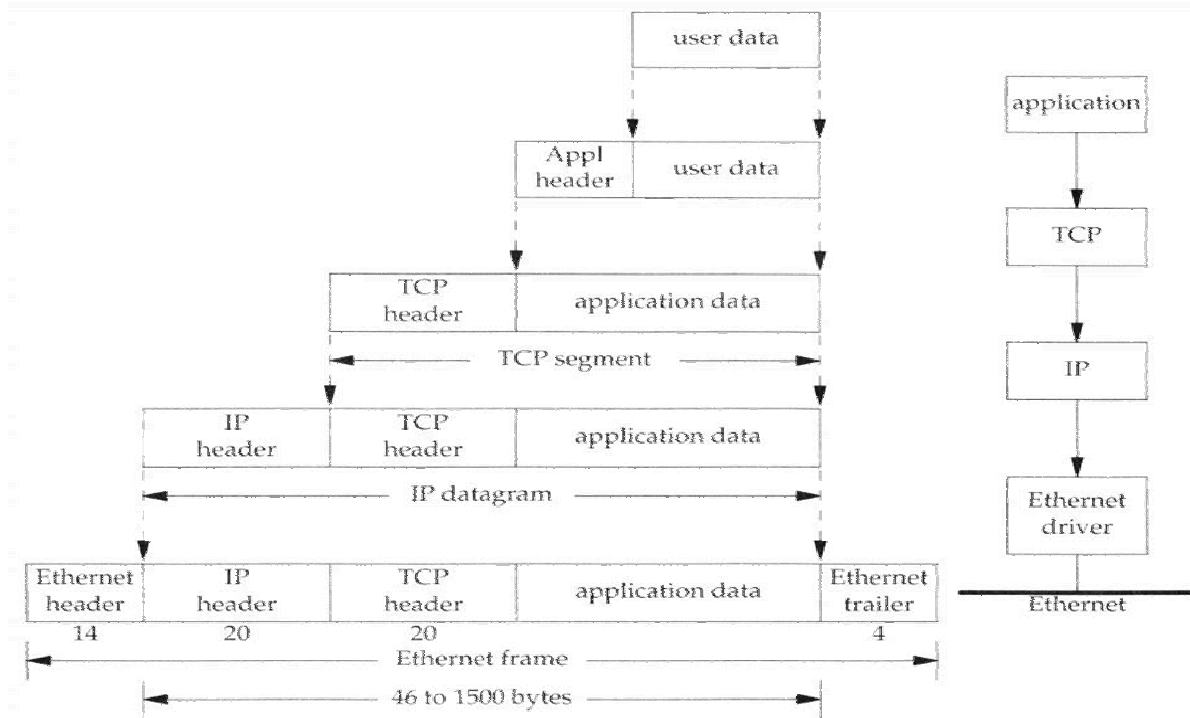 user data
application
Appl
header
user data
TCP
TCP
header
application data
TCP segment
IP
IP
header
TCP
header
application data
IP datagram
Ethernet
driver
Ethernet
header
IP
header
TCP
header
application data
Ethernet
trailer
Ethernet
14
20
20
4
Ethernet frame
46 to 1500 bytes